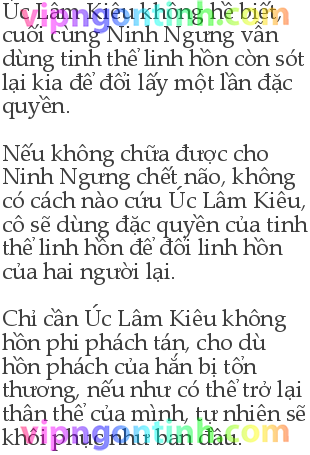 Úc Lâm Kiêu không hề biết,
cuối cùng Ninh Ngưng vẫn
dùng tinh thể linh hồn còn sót
lại kia để đổi lấy một lần đặc
quyền.
Nếu không chữa được cho
Ninh Ngưng chết não, không
có cách nào cứu Úc Lâm Kiêu,
cô sẽ dùng đặc quyền của tinh
thể linh hồn để đổi linh hồn
của hai người lại.
Chỉ cần Úc Lâm Kiêu không
hồn phi phách tán, cho dù
hồn phách của hắn bị tổn
thương, nếu như có thể trở lại
thân thể của mình, tự nhiên sẽ
khôi phục như ban đầu.
vipngontinh.com
vipngontinh.com